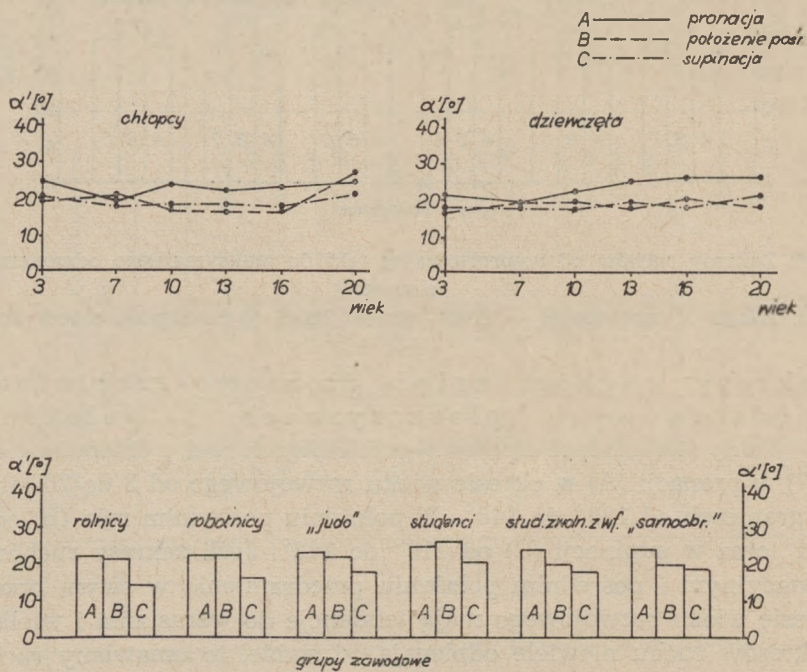 A pronacja
B położenie pośr.
C supinacja
α'[°] chłopcy
40
30
20
10
0
3 7 10 13 16 20
wiek
α'[°] dziewczęta
40
30
20
10
0
3 7 10 13 16 20
wiek
α'[°] α'[°]
40 40
30 rolnicy robotnicy „judo" studenci stud.zwoln.z wf. „samoobr." 30
20 20
10 10
A B C A B C A B C A B C A B C A B C
0 0
grupy zawodowe